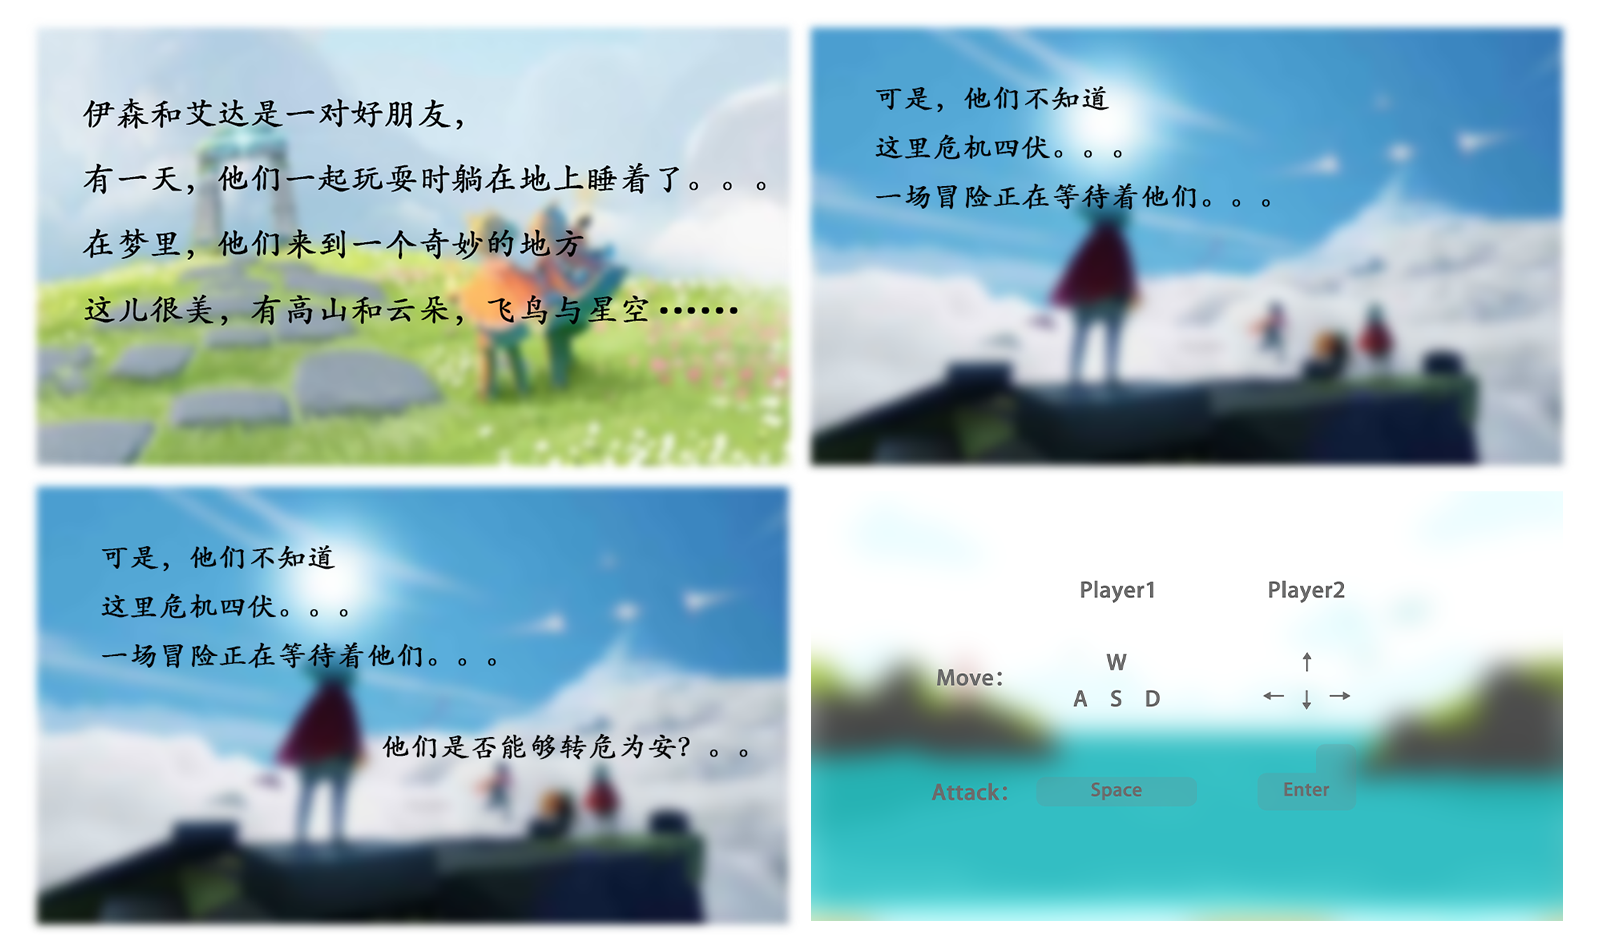 伊森和艾达是一对好朋友，
有一天，他们一起玩耍时躺在地上睡着了。。。
在梦里，他们来到一个奇妙的地方
这儿很美，有高山和云朵，飞鸟与星空……
可是，他们不知道
这里危机四伏。。。
一场冒险正在等待着他们。。。
可是，他们不知道
这里危机四伏。。。
一场冒险正在等待着他们。。。
他们是否能够转危为安？。。
Player1 Player2
W ↑
Move：
A S D ← ↓ →
Attack： Space Enter